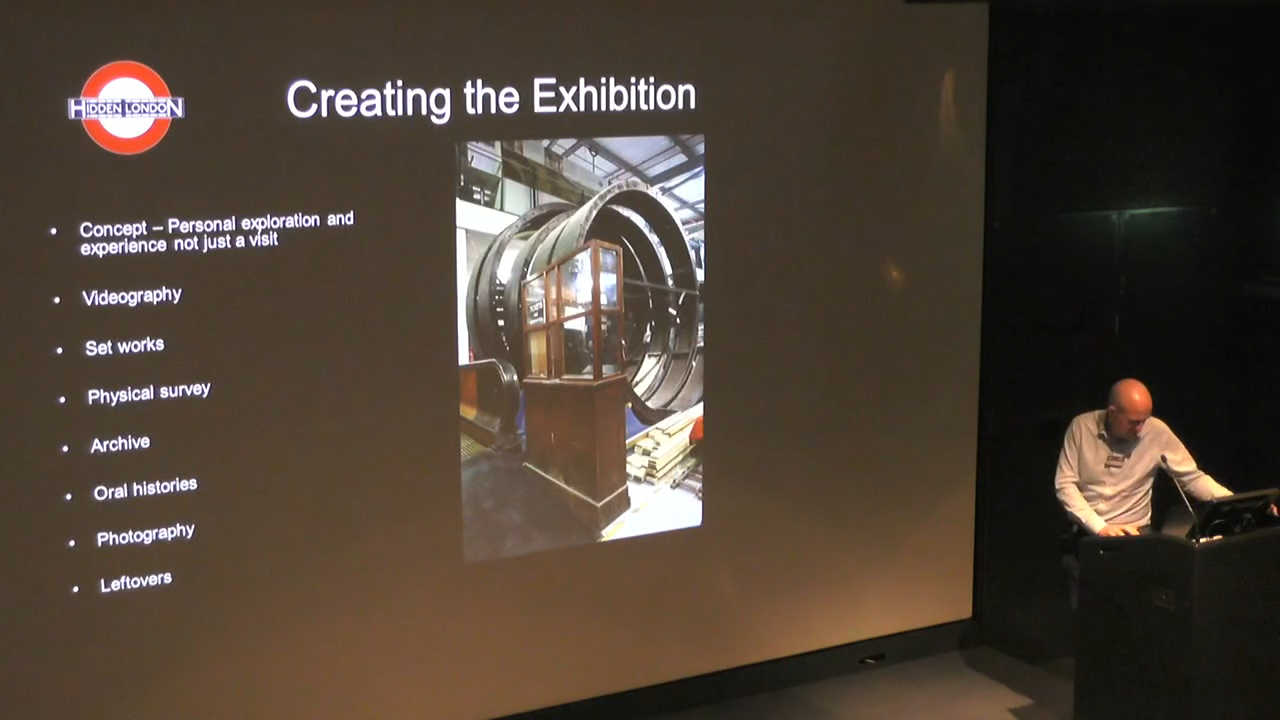 HIDDEN LONDON
Creating the Exhibition
• Concept – Personal exploration and
experience not just a visit
• Videography
• Set works
• Physical survey
• Archive
• Oral histories
• Photography
• Leftovers